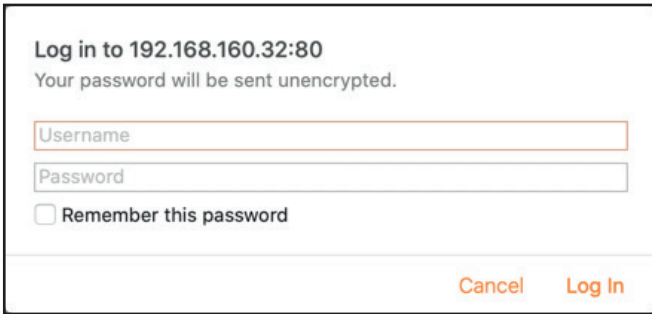 Log in to 192.168.160.32:80
Your password will be sent unencrypted.
Username
Password
Remember this password
Cancel Log In